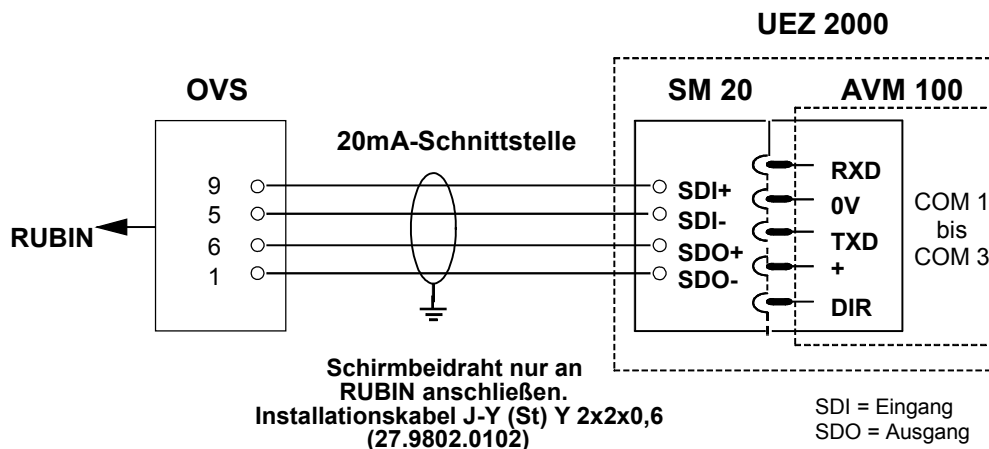 UEZ 2000
OVS
SM 20
AVM 100
20mA-Schnittstelle
9
5
6
1
RUBIN
SDI+
SDI-
SDO+
SDO-
RXD
0V
TXD
+
DIR
COM 1
bis
COM 3
Schirmbeidraht nur an
RUBIN anschließen.
Installationskabel J-Y (St) Y 2x2x0,6
(27.9802.0102)
SDI = Eingang
SDO = Ausgang